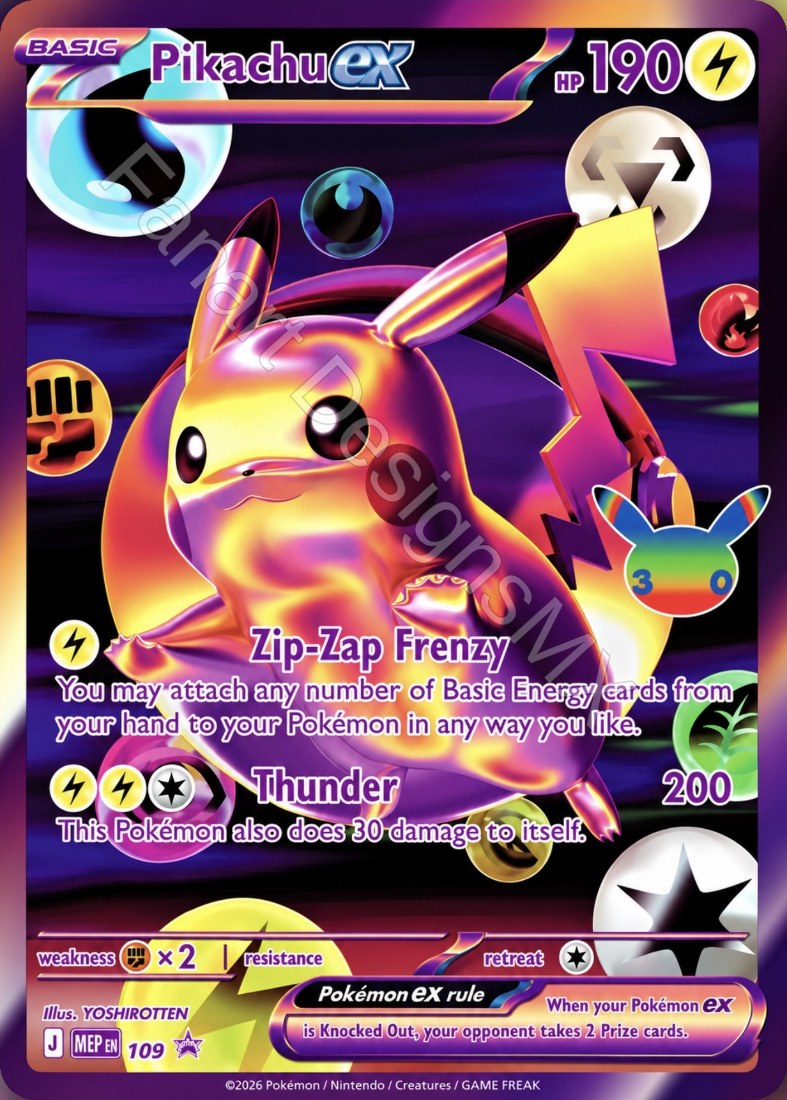 BASIC
Pikachu ex
HP 190
Fanart DesignsMX
30
Zip-Zap Frenzy
You may attach any number of Basic Energy cards from
your hand to your Pokémon in any way you like.
Thunder 200
This Pokémon also does 30 damage to itself.
weakness ×2 | resistance retreat
Illus. YOSHIROTTEN
Pokémon ex rule
When your Pokémon ex
is Knocked Out, your opponent takes 2 Prize cards.
J MEP EN 109
©2026 Pokémon / Nintendo / Creatures / GAME FREAK